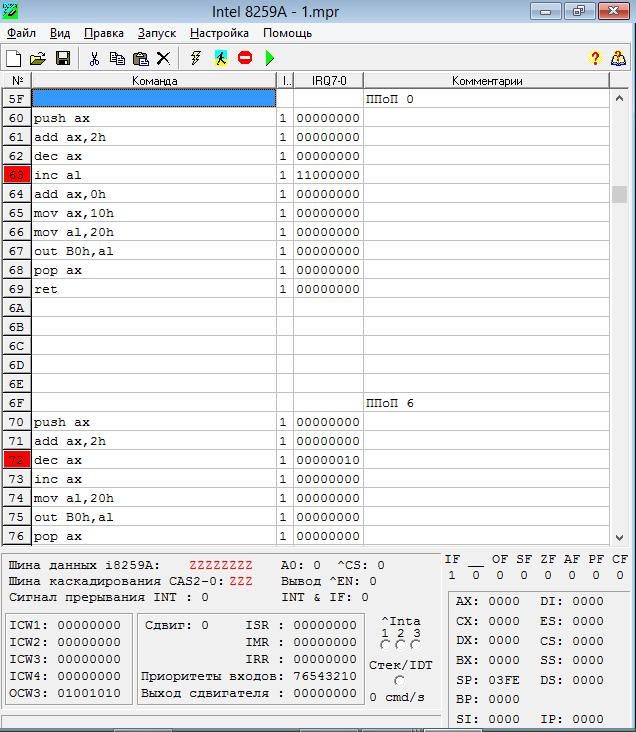 Intel 8259A - 1.mpr
Файл Вид Правка Запуск Настройка Помощь
№ Команда I.. IRQ7-0 Комментарии
5F ППоП 0
60 push ax 1 00000000
61 add ax,2h 1 00000000
62 dec ax 1 00000000
63 inc al 1 11000000
64 add ax,0h 1 00000000
65 mov ax,10h 1 00000000
66 mov al,20h 1 00000000
67 out B0h,al 1 00000000
68 pop ax 1 00000000
69 ret 1 00000000
6A
6B
6C
6D
6E
6F ППоП 6
70 push ax 1 00000000
71 add ax,2h 1 00000000
72 dec ax 1 00000010
73 inc ax 1 00000000
74 mov al,20h 1 00000000
75 out B0h,al 1 00000000
76 pop ax 1 00000000
Шина данных i8259A: ZZZZZZZZ A0: 0 ^CS: 0
Шина каскадирования CAS2-0: ZZZ Вывод ^EN: 0
Сигнал прерывания INT : 0 INT & IF: 0
ICW1: 00000000
ICW2: 00000000
ICW3: 00000000
ICW4: 00000000
OCW3: 01001010
Сдвиг: 0 ISR : 00000000
IMR : 00000000
IRR : 00000000
Приоритеты входов: 76543210
Выход сдвигателя : 00000000
^Inta
1 2 3
Стек/IDT
0 cmd/s
IF __ OF SF ZF AF PF CF
1 0 0 0 0 0 0 0
AX: 0000 DI: 0000
CX: 0000 ES: 0000
DX: 0000 CS: 0000
BX: 0000 SS: 0000
SP: 03FE DS: 0000
BP: 0000
SI: 0000 IP: 0000